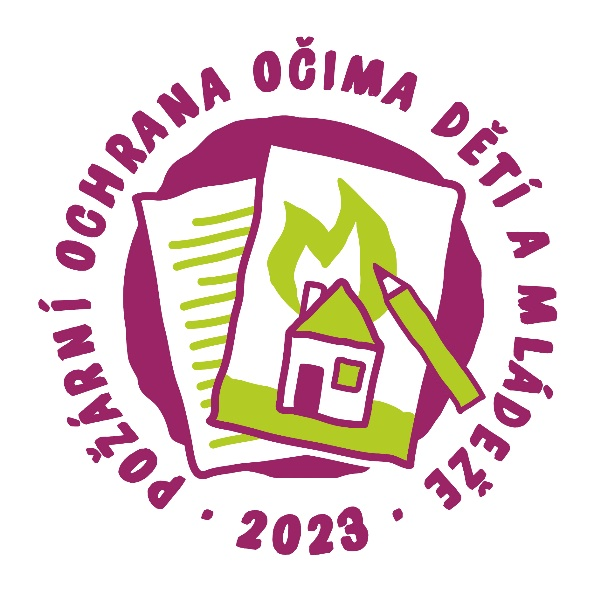 POŽÁRNÍ OCHRANA OČIMA DĚTÍ A MLÁDEŽE
· 2023 ·